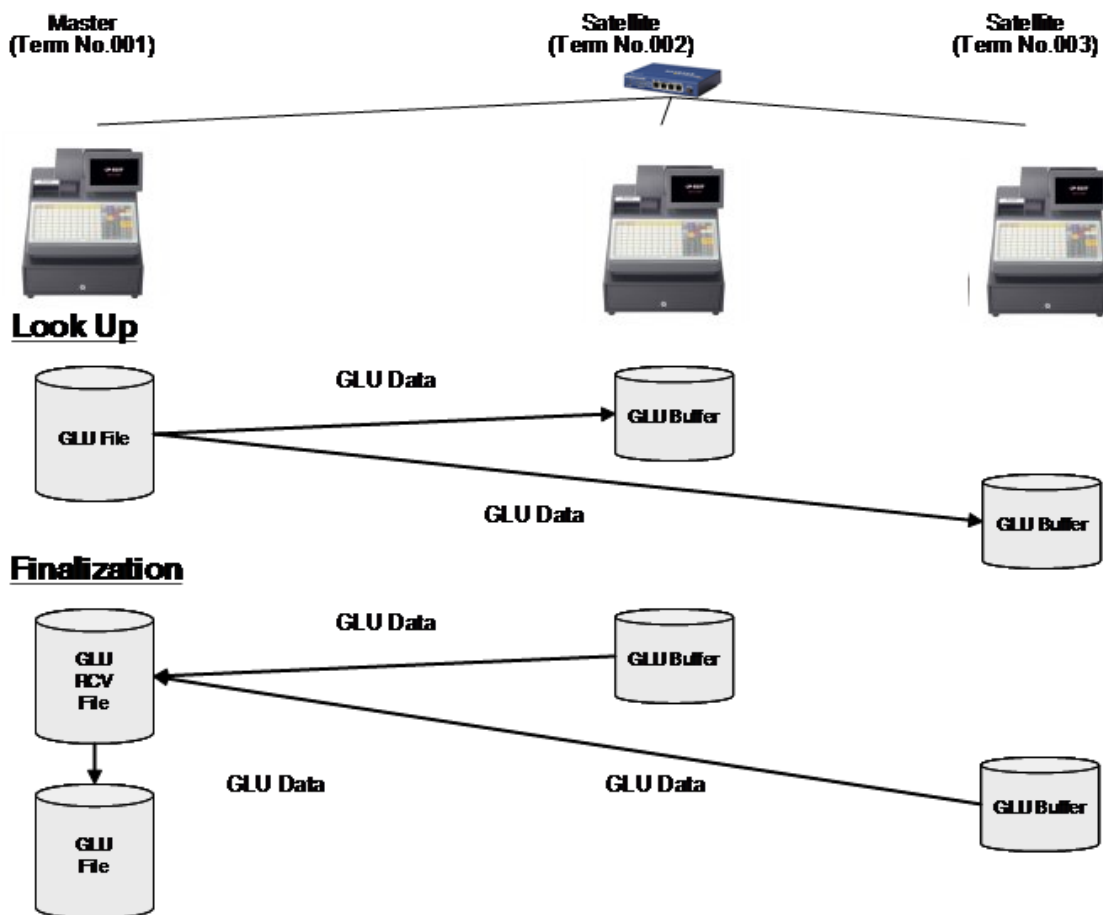 Master
(Term No.001)
Satellite
(Term No.002)
Satellite
(Term No.003)
Look Up
GLU Data
GLU File
GLU Buffer
GLU Data
GLU Buffer
Finalization
GLU Data
GLU
RCV
File
GLU Buffer
GLU Data
GLU Data
GLU Buffer
GLU
File